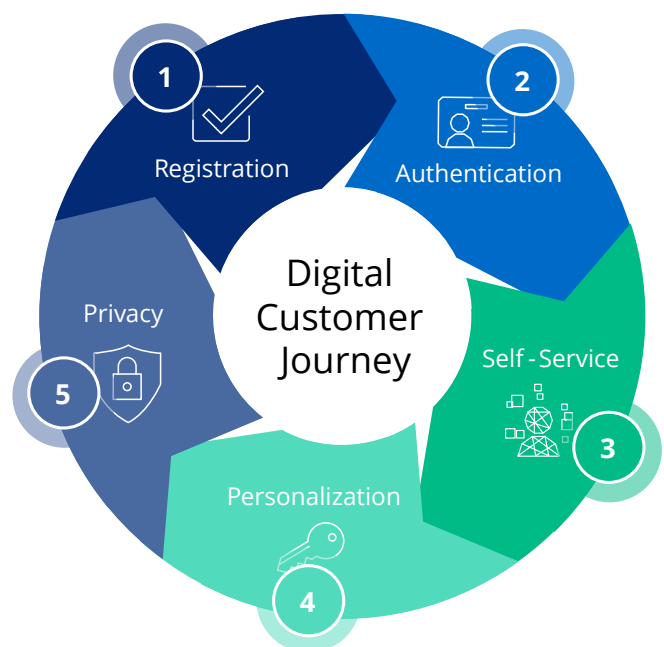 1
Registration
2
Authentication
3
Self-Service
4
Personalization
5
Privacy
Digital
Customer
Journey